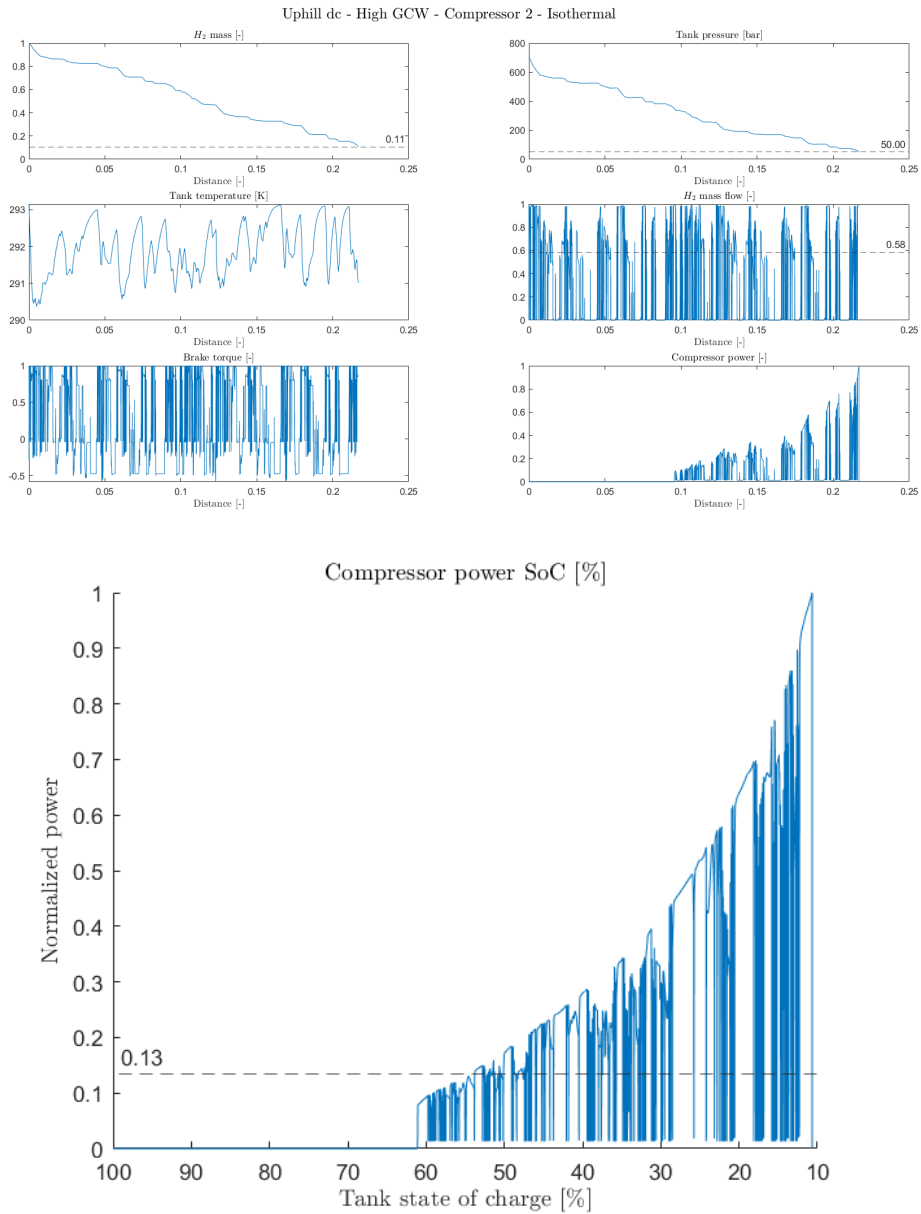 Uphill dc - High GCW - Compressor 2 - Isothermal
H2 mass [-]
1
0.8
0.6
0.4
0.2
0
0.11
0 0.05 0.1 0.15 0.2 0.25
Distance [-]
Tank pressure [bar]
800
600
400
200
0
50.00
0 0.05 0.1 0.15 0.2 0.25
Distance [-]
Tank temperature [K]
293
292
291
290
0 0.05 0.1 0.15 0.2 0.25
Distance [-]
H2 mass flow [-]
1
0.8
0.6
0.4
0.2
0
0.58
0 0.05 0.1 0.15 0.2 0.25
Distance [-]
Brake torque [-]
1
0.5
0
-0.5
0 0.05 0.1 0.15 0.2 0.25
Distance [-]
Compressor power [-]
1
0.8
0.6
0.4
0.2
0
0 0.05 0.1 0.15 0.2 0.25
Distance [-]
Compressor power SoC [%]
Normalized power
1
0.9
0.8
0.7
0.6
0.5
0.4
0.3
0.2
0.13
0.1
0
100 90 80 70 60 50 40 30 20 10
Tank state of charge [%]